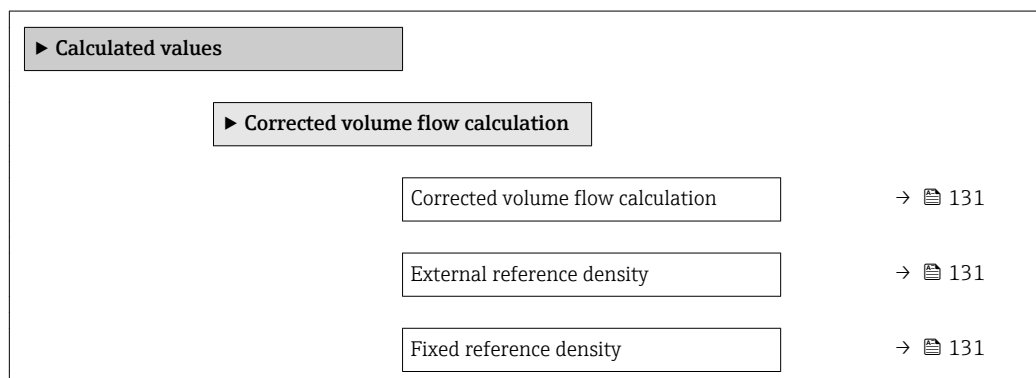 ▶ Calculated values
▶ Corrected volume flow calculation
Corrected volume flow calculation → 131
External reference density → 131
Fixed reference density → 131